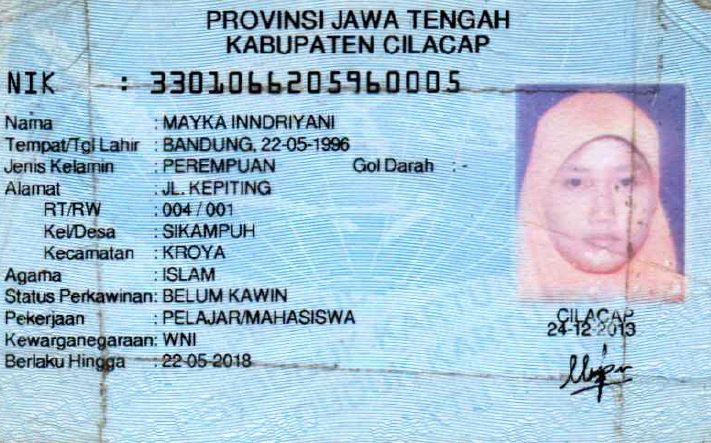 PROVINSI JAWA TENGAH
KABUPATEN CILACAP
NIK : 3301066205960005
Nama : MAYKA INNDRIYANI
Tempat/Tgl Lahir : BANDUNG, 22-05-1996
Jenis Kelamin : PEREMPUAN Gol Darah : -
Alamat : JL. KEPITING
RT/RW : 004 / 001
Kel/Desa : SIKAMPUH
Kecamatan : KROYA
Agama : ISLAM
Status Perkawinan: BELUM KAWIN
Pekerjaan : PELAJAR/MAHASISWA
Kewarganegaraan: WNI
Berlaku Hingga : 22-05-2018
CILACAP
24-12-2013